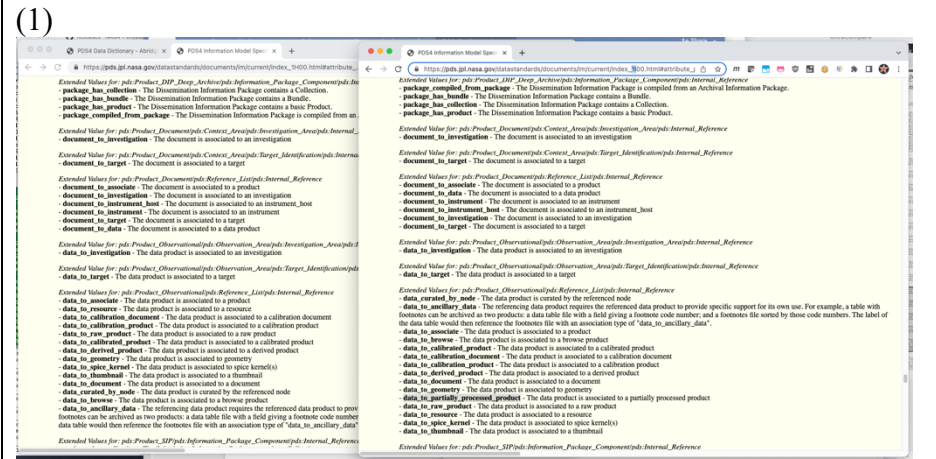 (1)
PDS4 Data Dictionary - Abridg
PDS4 Information Model Speci
https://pds.jpl.nasa.gov/datastandards/documents/im/current/index_1H00.html#attribute_
Extended Value for: pds:Product_DIP_Deep_Archive/pds:Information_Package_Component/pds:Int
- package_has_collection - The Dissemination Information Package contains a Collection.
- package_has_bundle - The Dissemination Information Package contains a Bundle.
- package_has_product - The Dissemination Information Package contains a basic Product.
- package_compiled_from_package - The Dissemination Information Package is compiled from an
Extended Value for: pds:Product_Document/pds:Context_Area/pds:Investigation_Area/pds:Internal_
- document_to_investigation - The document is associated to an investigation
Extended Value for: pds:Product_Document/pds:Context_Area/pds:Target_Identification/pds:Interna
- document_to_target - The document is associated to a target
Extended Value for: pds:Product_Document/pds:Reference_List/pds:Internal_Reference
- document_to_associate - The document is associated to a product
- document_to_investigation - The document is associated to an investigation
- document_to_instrument_host - The document is associated to an instrument_host
- document_to_instrument - The document is associated to an instrument
- document_to_target - The document is associated to a target
- document_to_data - The document is associated to a data product
Extended Value for: pds:Product_Observational/pds:Observation_Area/pds:Investigation_Area/pds:I
- data_to_investigation - The data product is associated to an investigation
Extended Value for: pds:Product_Observational/pds:Observation_Area/pds:Target_Identification/pds
- data_to_target - The data product is associated to a target
Extended Value for: pds:Product_Observational/pds:Reference_List/pds:Internal_Reference
- data_to_associate - The data product is associated to a product
- data_to_resource - The data product is associated to a resource
- data_to_calibration_document - The data product is associated to a calibration document
- data_to_calibration_product - The data product is associated to a calibration product
- data_to_raw_product - The data product is associated to a raw product
- data_to_calibrated_product - The data product is associated to a calibrated product
- data_to_derived_product - The data product is associated to a derived product
- data_to_geometry - The data product is associated to geometry
- data_to_spice_kernel - The data product is associated to spice kernel(s)
- data_to_thumbnail - The data product is associated to a thumbnail
- data_to_document - The data product is associated to a document
- data_curated_by_node - The data product is curated by the referenced node
- data_to_browse - The data product is associated to a browse product
- data_to_ancillary_data - The referencing data product requires the referenced data product to prov
footnotes can be archived as two products: a data table file with a field giving a footnote code number
data table would then reference the footnotes file with an association type of "data_to_ancillary_data"
Extended Value for: pds:Product_SIP/pds:Information_Package_Component/pds:Internal_Reference
PDS4 Information Model Speci
https://pds.jpl.nasa.gov/datastandards/documents/im/current/index_1I00.html#attribute_
Extended Value for: pds:Product_DIP_Deep_Archive/pds:Information_Package_Component/pds:Internal_Reference
- package_compiled_from_package - The Dissemination Information Package is compiled from an Archival Information Package.
- package_has_bundle - The Dissemination Information Package contains a Bundle.
- package_has_collection - The Dissemination Information Package contains a Collection.
- package_has_product - The Dissemination Information Package contains a basic Product.
Extended Value for: pds:Product_Document/pds:Context_Area/pds:Investigation_Area/pds:Internal_Reference
- document_to_investigation - The document is associated to an investigation
Extended Value for: pds:Product_Document/pds:Context_Area/pds:Target_Identification/pds:Internal_Reference
- document_to_target - The document is associated to a target
Extended Value for: pds:Product_Document/pds:Reference_List/pds:Internal_Reference
- document_to_associate - The document is associated to a product
- document_to_data - The document is associated to a data product
- document_to_instrument - The document is associated to an instrument
- document_to_instrument_host - The document is associated to an instrument_host
- document_to_investigation - The document is associated to an investigation
- document_to_target - The document is associated to a target
Extended Value for: pds:Product_Observational/pds:Observation_Area/pds:Investigation_Area/pds:Internal_Reference
- data_to_investigation - The data product is associated to an investigation
Extended Value for: pds:Product_Observational/pds:Observation_Area/pds:Target_Identification/pds:Internal_Reference
- data_to_target - The data product is associated to a target
Extended Value for: pds:Product_Observational/pds:Reference_List/pds:Internal_Reference
- data_curated_by_node - The data product is curated by the referenced node
- data_to_ancillary_data - The referencing data product requires the referenced data product to provide specific support for its own use. For example, a table with
footnotes can be archived as two products: a data table file with a field giving a footnote code number; and a footnotes file sorted by those code numbers. The label of
the data table would then reference the footnotes file with an association type of "data_to_ancillary_data".
- data_to_associate - The data product is associated to a product
- data_to_browse - The data product is associated to a browse product
- data_to_calibrated_product - The data product is associated to a calibrated product
- data_to_calibration_document - The data product is associated to a calibration document
- data_to_calibration_product - The data product is associated to a calibration product
- data_to_derived_product - The data product is associated to a derived product
- data_to_document - The data product is associated to a document
- data_to_geometry - The data product is associated to geometry
- data_to_partially_processed_product - The data product is associated to a partially processed product
- data_to_raw_product - The data product is associated to a raw product
- data_to_resource - The data product is associated to a resource
- data_to_spice_kernel - The data product is associated to spice kernel(s)
- data_to_thumbnail - The data product is associated to a thumbnail
Extended Value for: pds:Product_SIP/pds:Information_Package_Component/pds:Internal_Reference